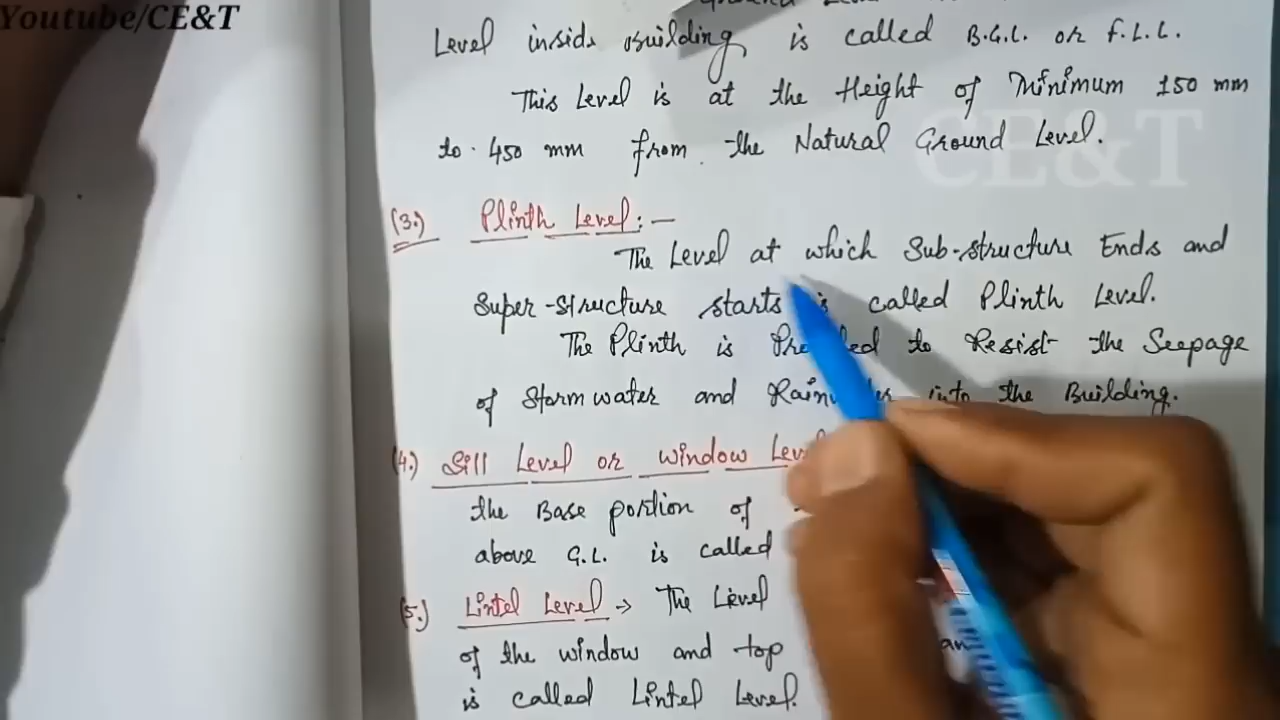 Youtube/CE&T
Level inside Building, is called B.G.L. or F.L.L.
This Level is at the Height of Minimum 150 mm
to 450 mm from the Natural Ground Level.
CE&T
(3.) Plinth Level:—
The Level at which Sub-structure Ends and
Super-structure starts is called Plinth Level.
The Plinth is to Resist the Seepage
of Storm water and into the Building.
(4.) Sill Level or window
the Base portion of
above G.L. is called
(5.) Lintel Level → The Level
of the window and top
is called Lintel Level.